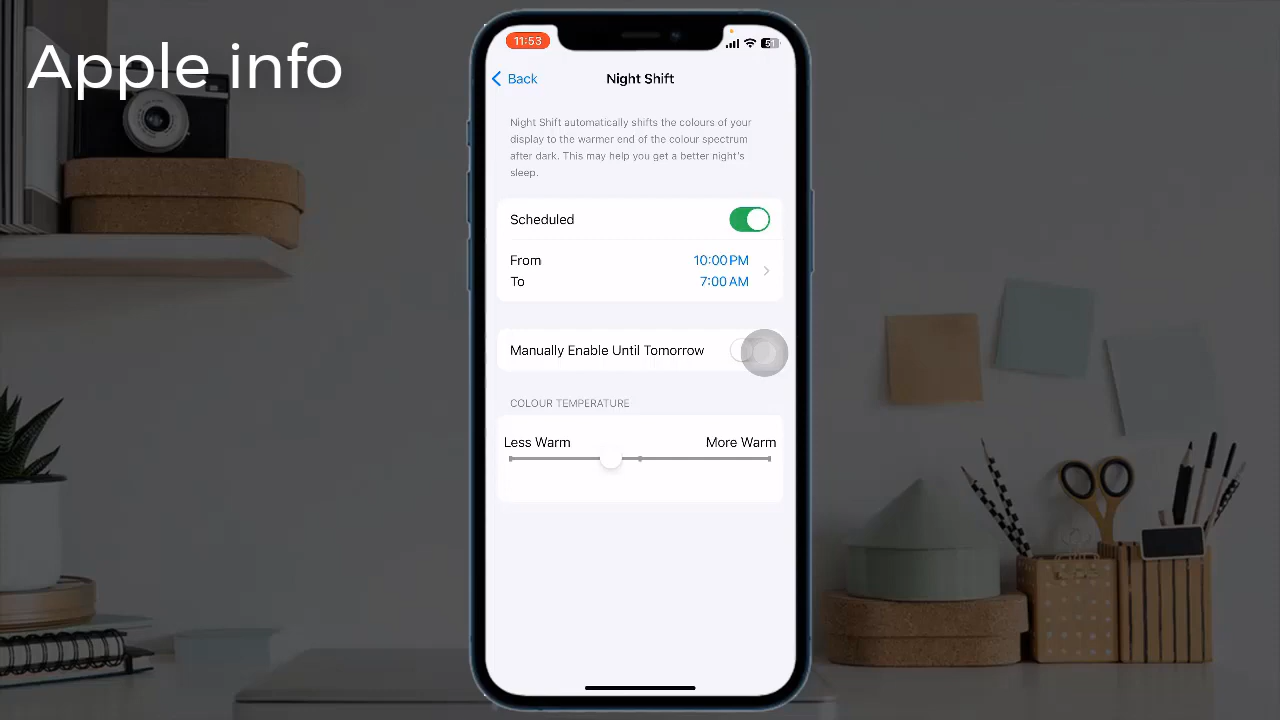 Apple info
11:53
51
Back
Night Shift
Night Shift automatically shifts the colours of your
display to the warmer end of the colour spectrum
after dark. This may help you get a better night's
sleep.
Scheduled
From 10:00 PM
To 7:00 AM
Manually Enable Until Tomorrow
COLOUR TEMPERATURE
Less Warm More Warm